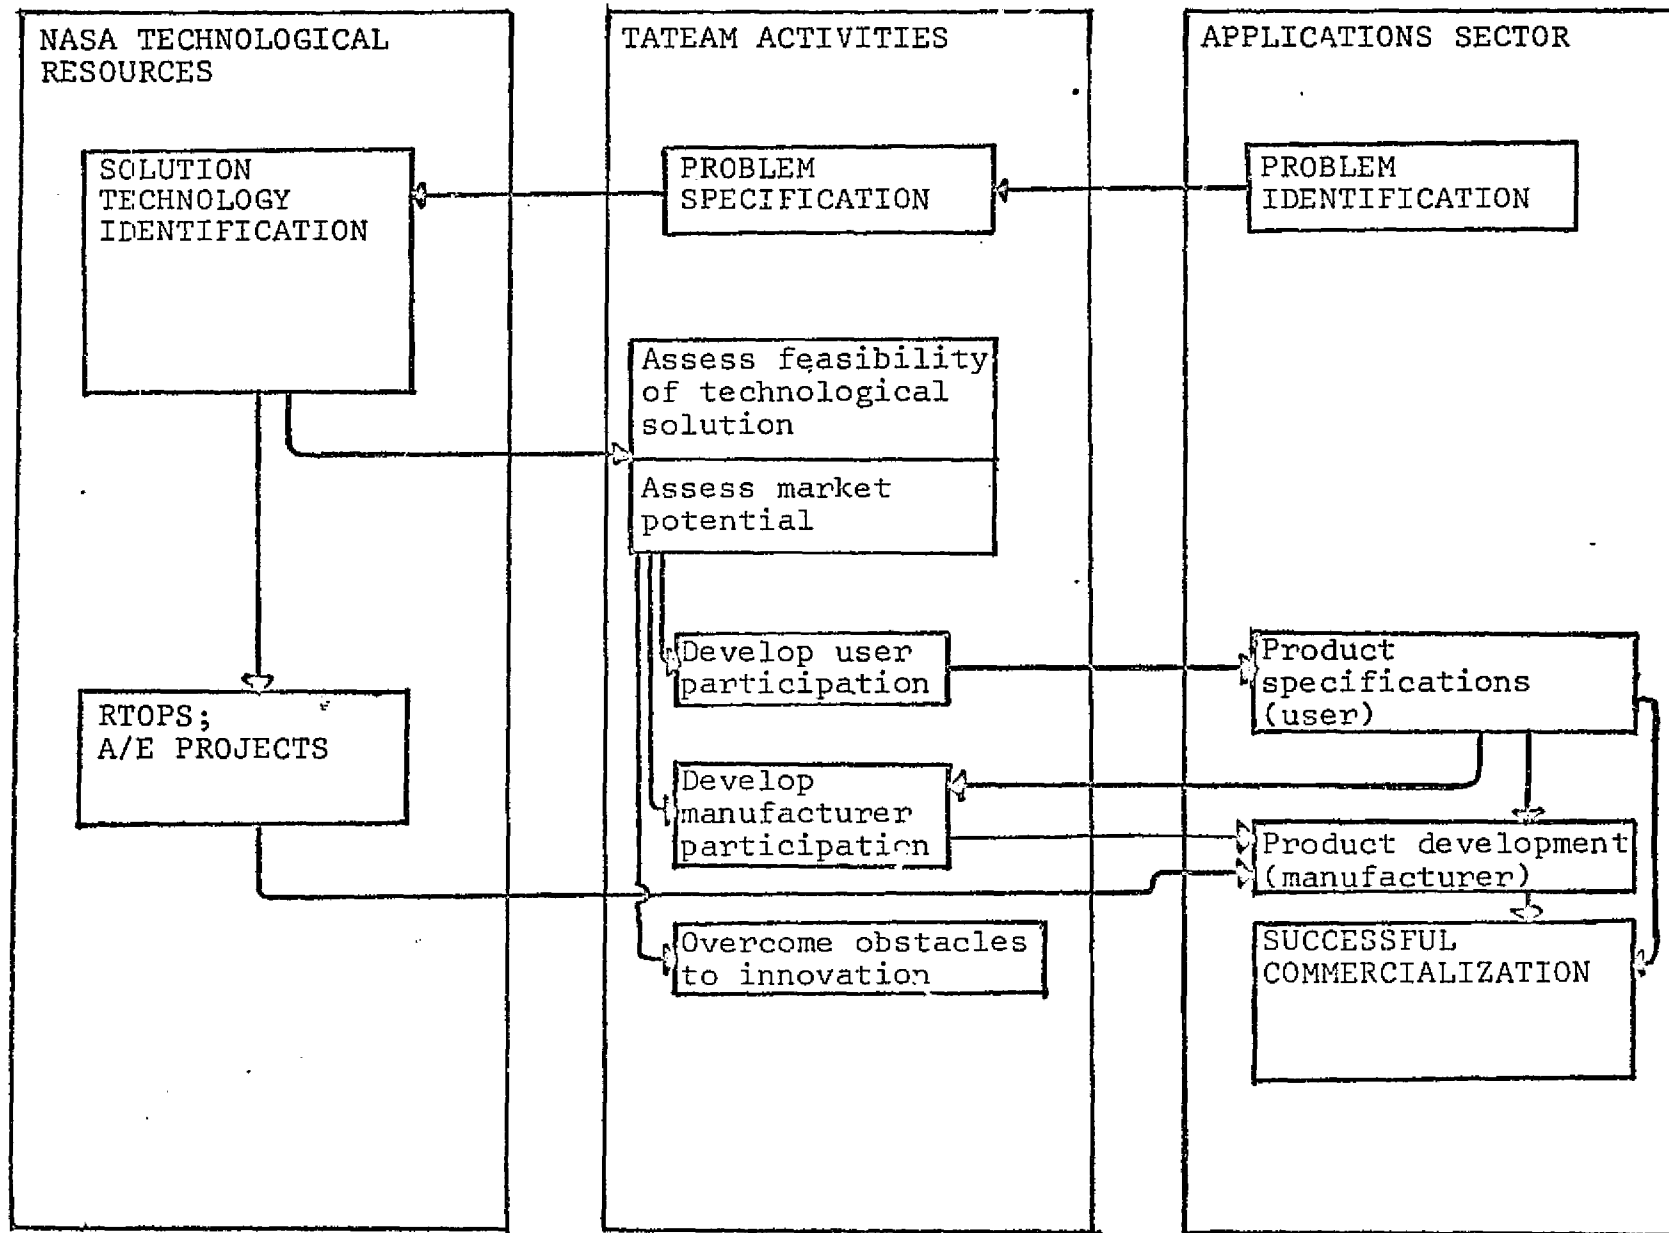 NASA TECHNOLOGICAL
RESOURCES
SOLUTION
TECHNOLOGY
IDENTIFICATION
RTOPS;
A/E PROJECTS
TATEAM ACTIVITIES
PROBLEM
SPECIFICATION
Assess feasibility
of technological
solution
Assess market
potential
Develop user
participation
Develop
manufacturer
participation
Overcome obstacles
to innovation
APPLICATIONS SECTOR
PROBLEM
IDENTIFICATION
Product
specifications
(user)
Product development
(manufacturer)
SUCCESSFUL
COMMERCIALIZATION